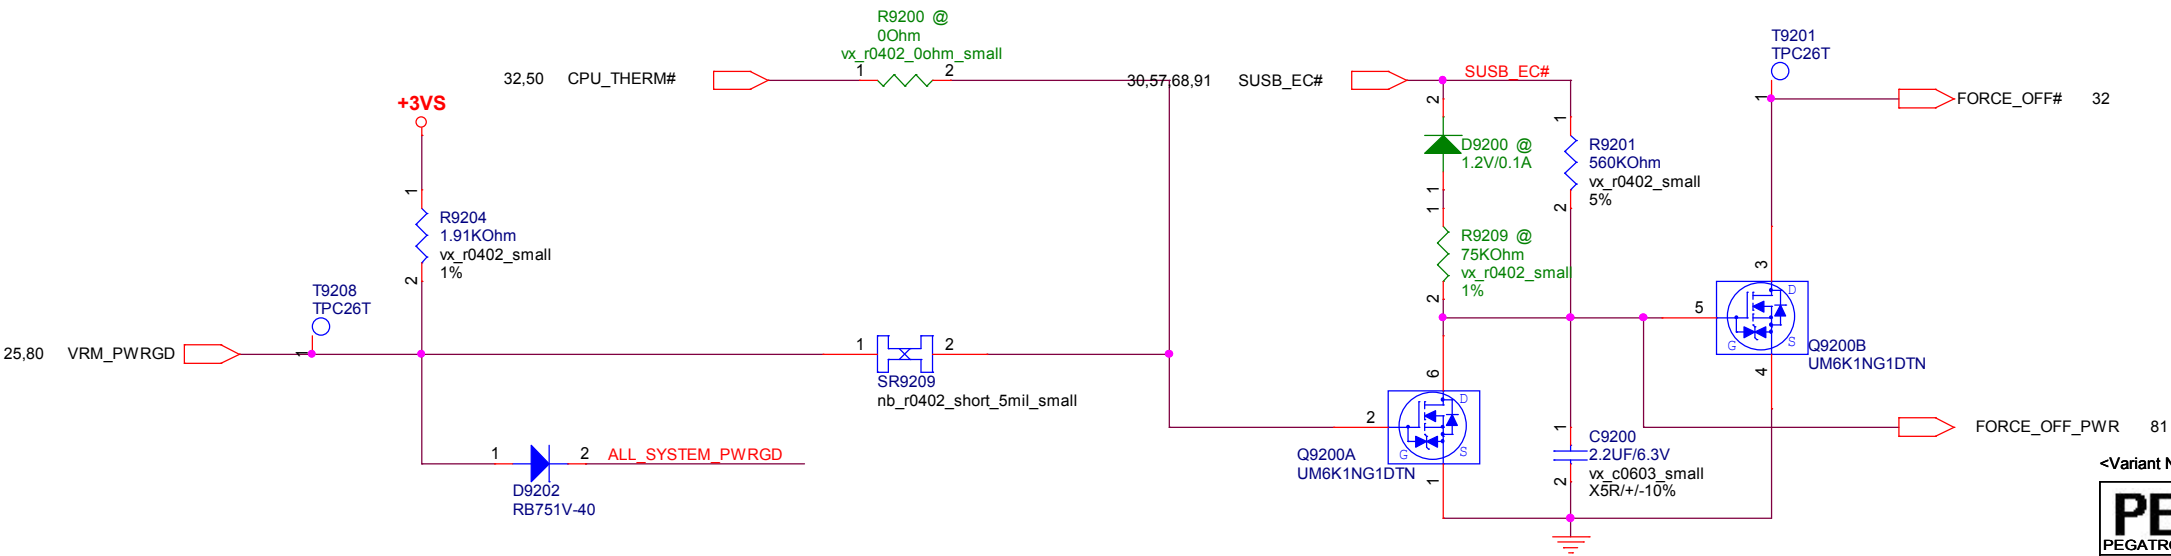 R9200 @
0Ohm
vx_r0402_0ohm_small
1
2
32,50 CPU_THERM#
30,57,68,91 SUSB_EC#
SUSB_EC#
T9201
TPC26T
1
FORCE_OFF# 32
+3VS
1
R9204
1.91KOhm
vx_r0402_small
1%
2
2
D9200 @
1.2V/0.1A
1
1
R9209 @
75KOhm
vx_r0402_small
1%
2
1
R9201
560KOhm
vx_r0402_small
5%
2
3
D
5
G
S
Q9200B
UM6K1NG1DTN
4
T9208
TPC26T
1
25,80 VRM_PWRGD
1
2
SR9209
nb_r0402_short_5mil_small
6
D
2
G
S
Q9200A
UM6K1NG1DTN
1
1
C9200
2.2UF/6.3V
vx_c0603_small
X5R/+/-10%
2
FORCE_OFF_PWR 81
1
2
ALL_SYSTEM_PWRGD
D9202
RB751V-40
<Variant N
PE
PEGATR